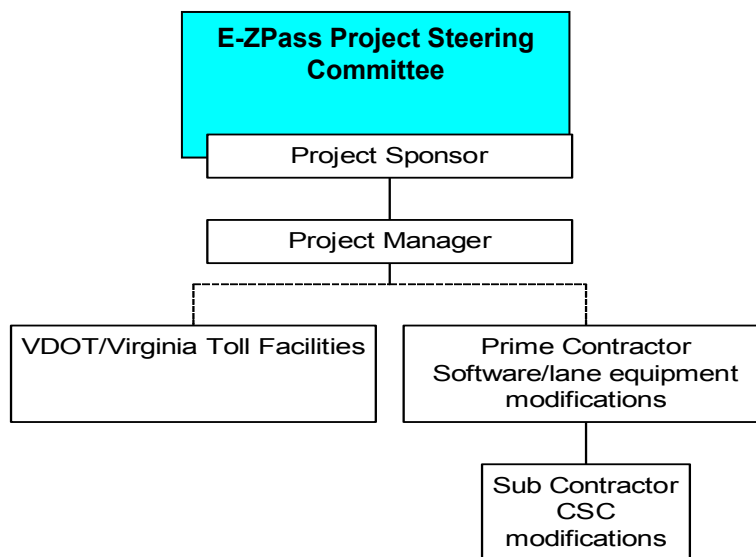 E-ZPass Project Steering
Committee
Project Sponsor
Project Manager
VDOT/Virginia Toll Facilities
Prime Contractor
Software/lane equipment
modifications
Sub Contractor
CSC
modifications